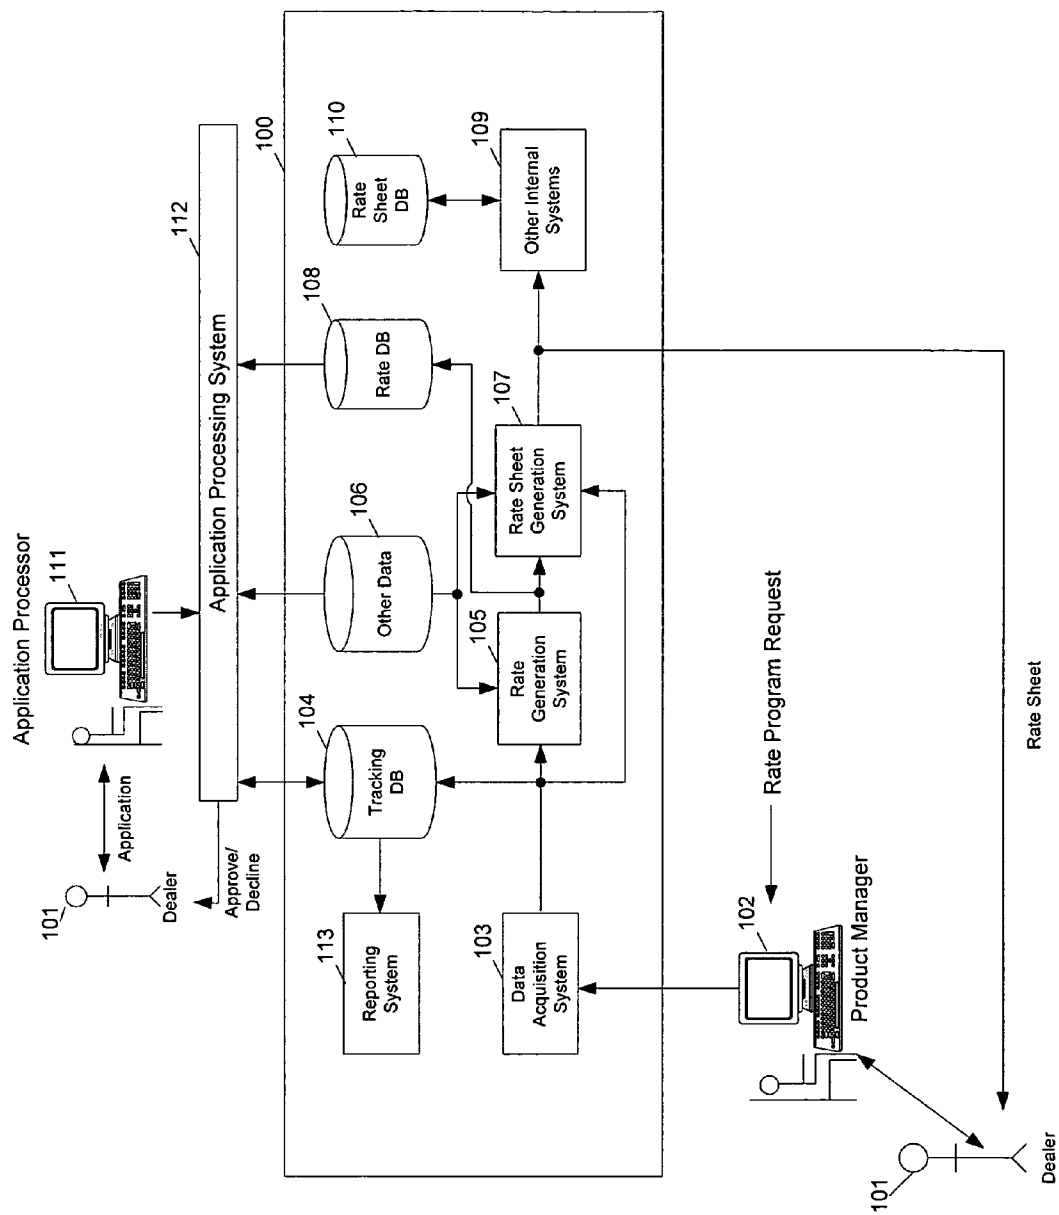 Application Processor
111
101
Application
Dealer
Approve/
Decline
112
Application Processing System
100
104
Tracking
DB
106
Other Data
108
Rate DB
110
Rate
Sheet
DB
113
Reporting
System
103
Data
Acquisition
System
105
Rate
Generation
System
107
Rate Sheet
Generation
System
109
Other Internal
Systems
102
Product Manager
Rate Program Request
101
Dealer
Rate Sheet